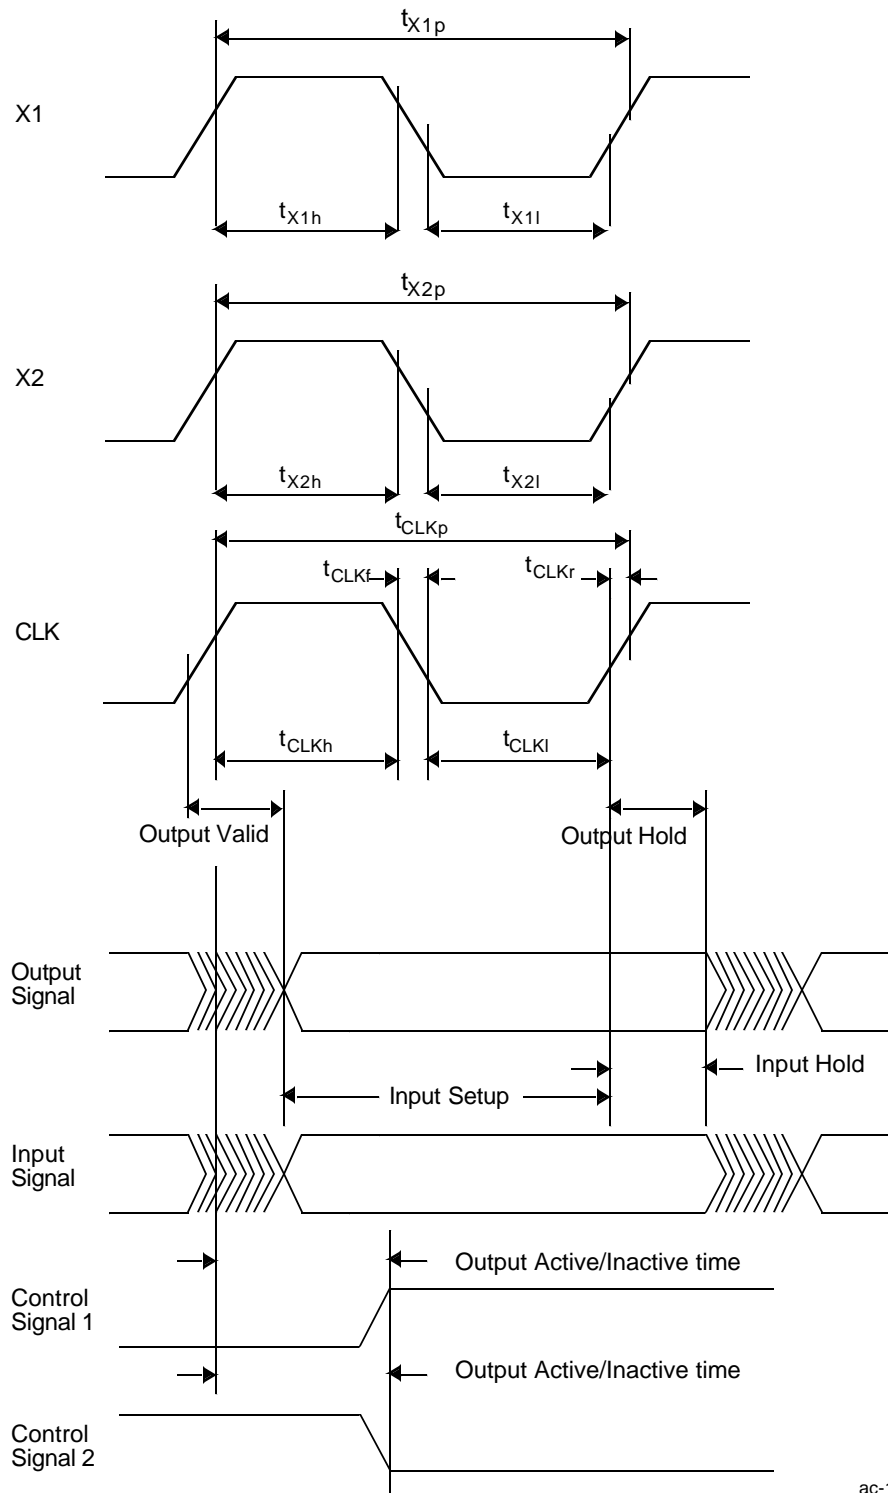 tX1p
X1
tX1h
tX1l
tX2p
X2
tX2h
tX2l
tCLKp
tCLKf
tCLKr
CLK
tCLKh
tCLKl
Output Valid
Output Hold
Output
Signal
Input Hold
Input Setup
Input
Signal
Output Active/Inactive time
Control
Signal 1
Output Active/Inactive time
Control
Signal 2